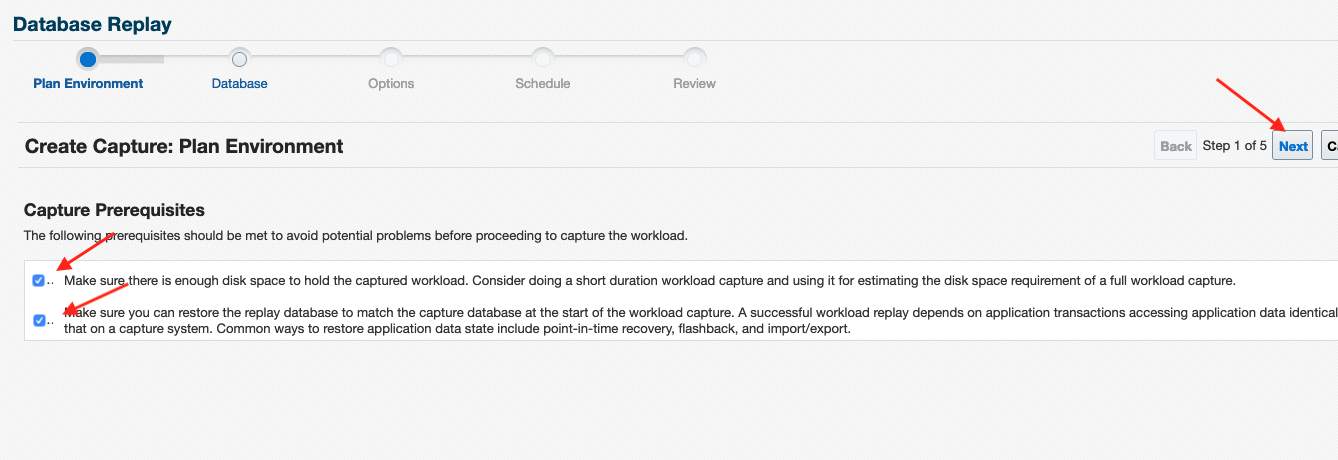 Database Replay
Plan Environment Database Options Schedule Review
Create Capture: Plan Environment
Back Step 1 of 5 Next
Capture Prerequisites
The following prerequisites should be met to avoid potential problems before proceeding to capture the workload.
.. Make sure there is enough disk space to hold the captured workload. Consider doing a short duration workload capture and using it for estimating the disk space requirement of a full workload capture.
.. Make sure you can restore the replay database to match the capture database at the start of the workload capture. A successful workload replay depends on application transactions accessing application data identical
that on a capture system. Common ways to restore application data state include point-in-time recovery, flashback, and import/export.